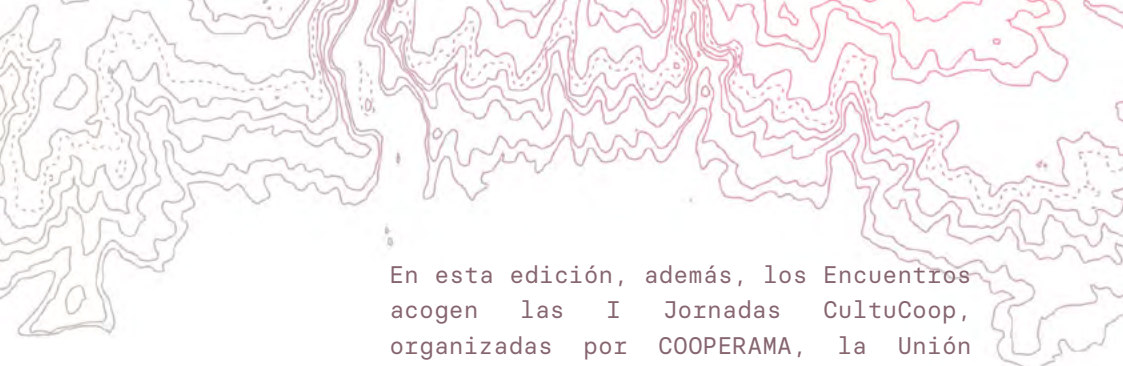 En esta edición, además, los Encuentros
acogen las I Jornadas CultuCoop,
organizadas por COOPERAMA, la Unión